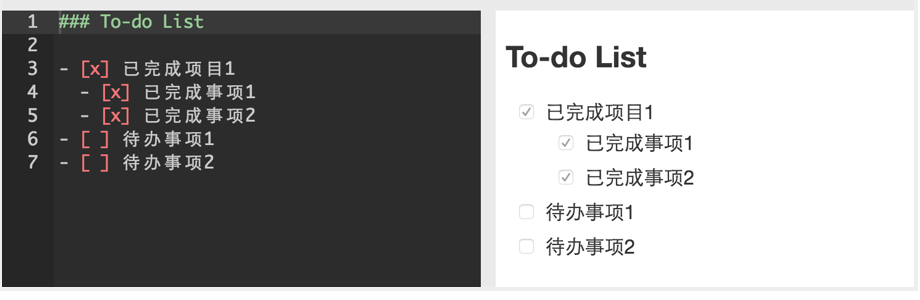 1 ### To-do List
2
3 - [x] 已完成项目1
4   - [x] 已完成事项1
5   - [x] 已完成事项2
6 - [ ] 待办事项1
7 - [ ] 待办事项2
To-do List
已完成项目1
已完成事项1
已完成事项2
待办事项1
待办事项2